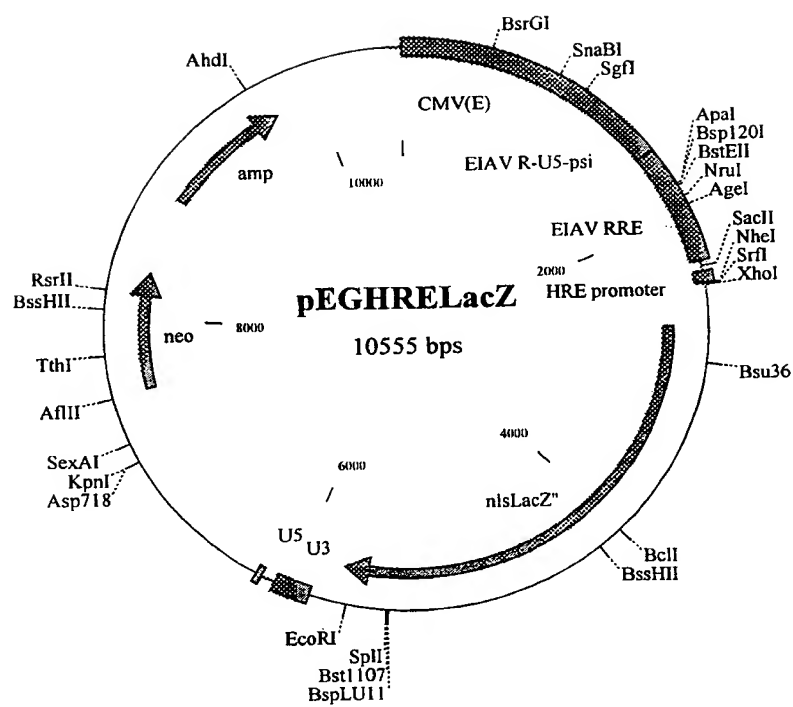 BsrGI
SnaBI
SgfI
AhdI
CMV(E)
ApaI
Bsp120I
BstEII
NruI
AgeI
EIAV R-U5-psi
amp
10000
SacII
NheI
SrfI
XhoI
EIAV RRE
2000
HRE promoter
RsrII
BssHII
pEGHRELacZ
10555 bps
neo
8000
TthI
Bsu36
AflII
4000
SexAI
KpnI
Asp718
6000
nlsLacZ"
U5
U3
BclI
BssHII
EcoRI
SplI
Bst1107
BspLU11